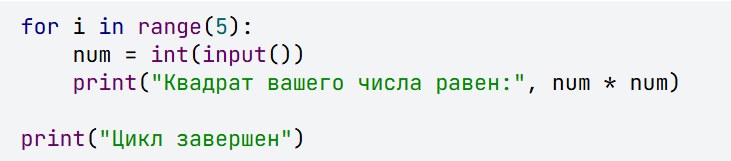 for i in range(5):
    num = int(input())
    print("Квадрат вашего числа равен:", num * num)

print("Цикл завершен")